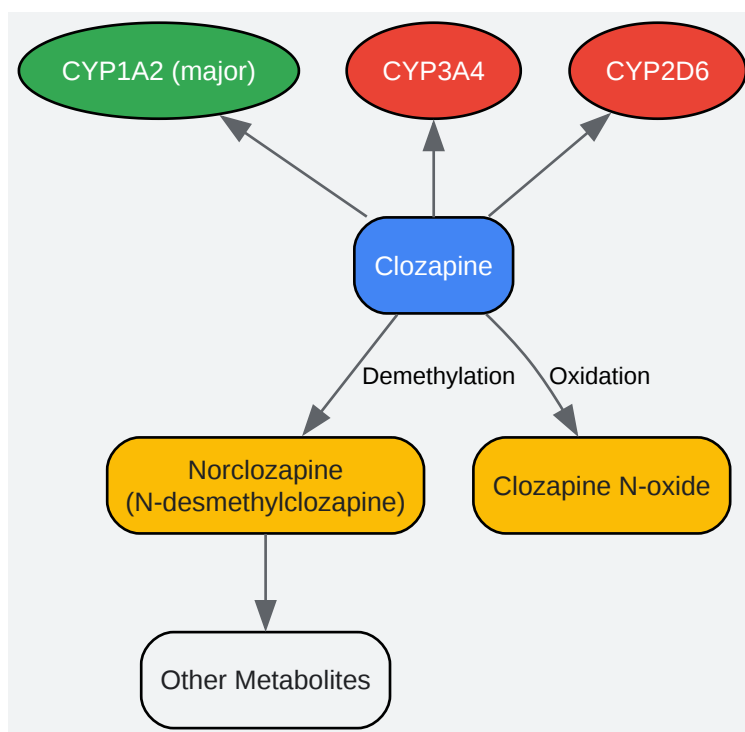 CYP1A2 (major)
CYP3A4
CYP2D6
Clozapine
Demethylation
Oxidation
Norclozapine
(N-desmethylclozapine)
Clozapine N-oxide
Other Metabolites